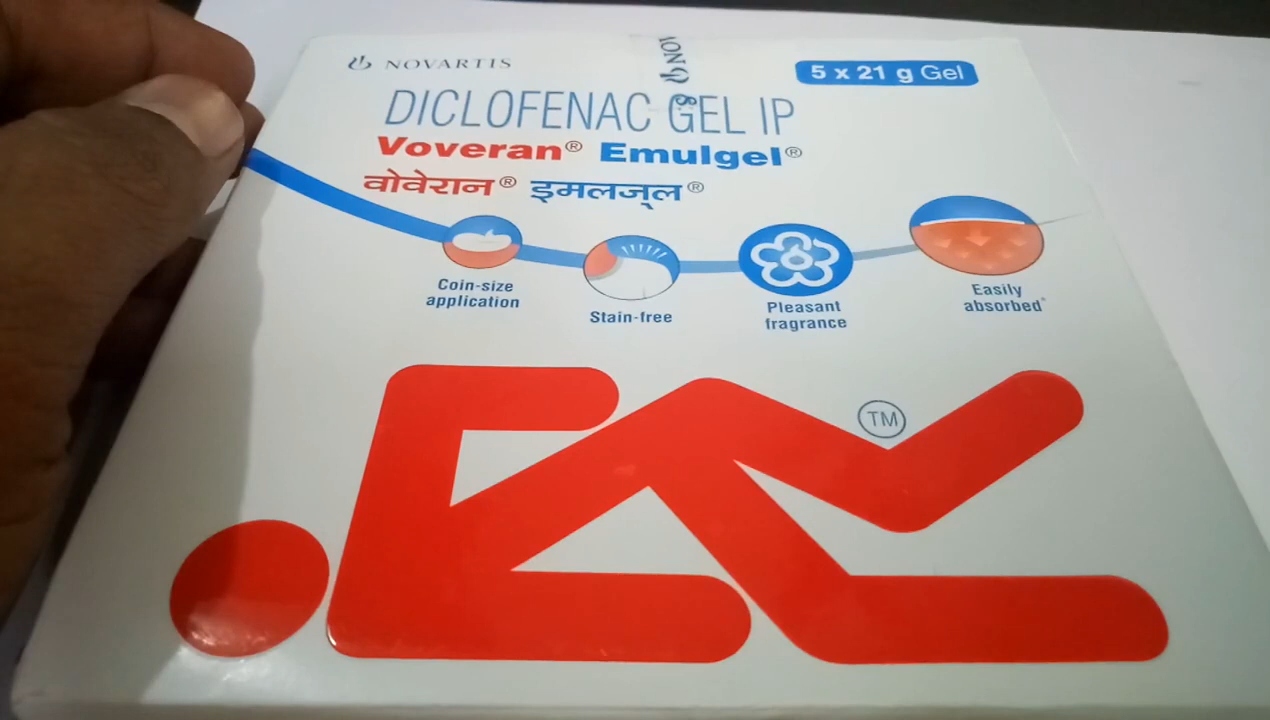 NOVARTIS
NOV
5 x 21 g Gel
DICLOFENAC GEL IP
Voveran® Emulgel®
वोवेरान® इमलज्ल®
Coin-size
application
Stain-free
Pleasant
fragrance
Easily
absorbed*
TM